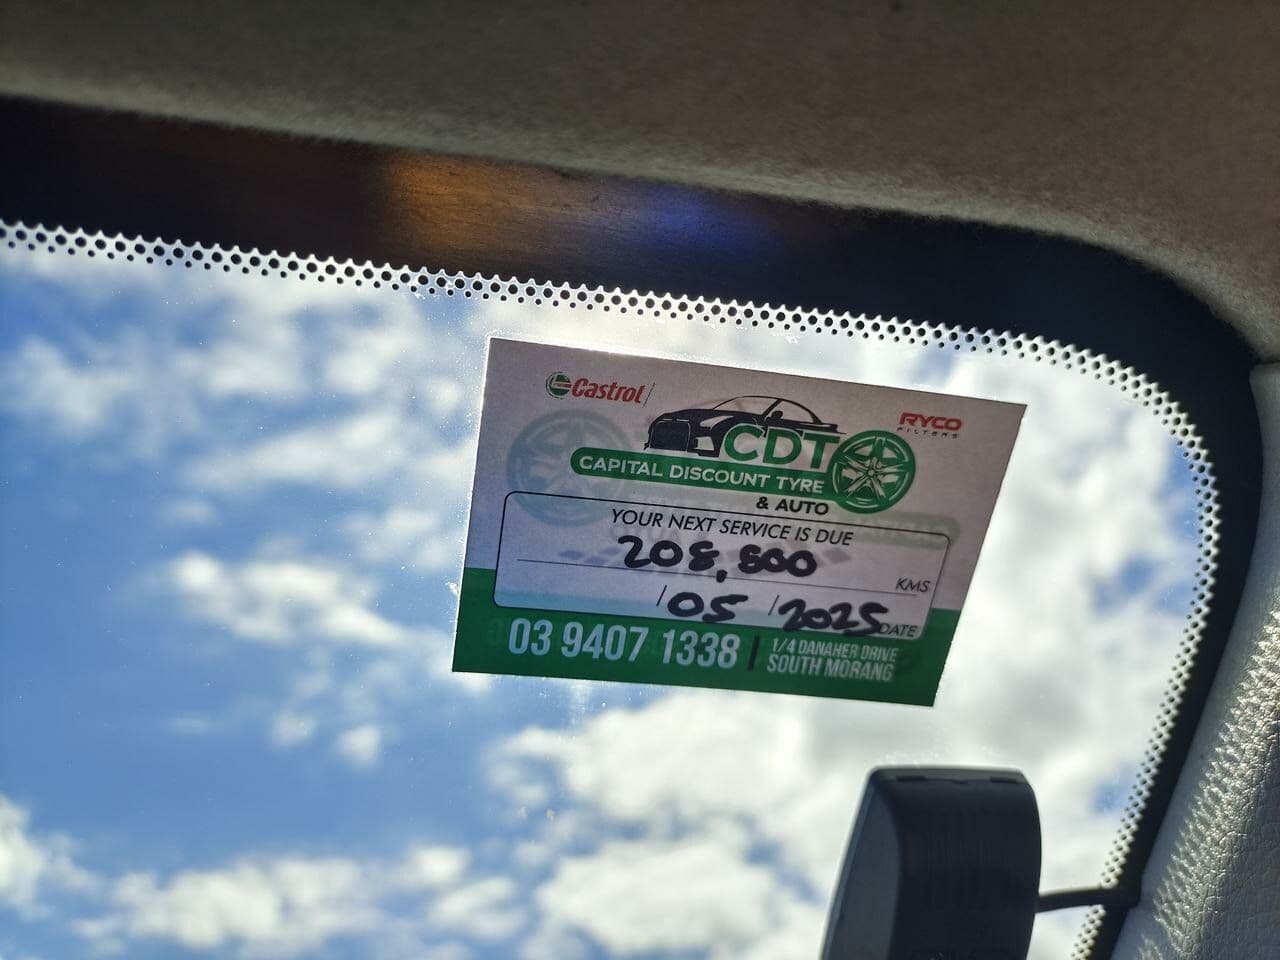 Castrol
RYCO
FILTERS
CDT
CAPITAL DISCOUNT TYRE
& AUTO
YOUR NEXT SERVICE IS DUE
208,800
KMS
/05 /2025 DATE
03 9407 1338 | 1/4 DANAHER DRIVE
SOUTH MORANG